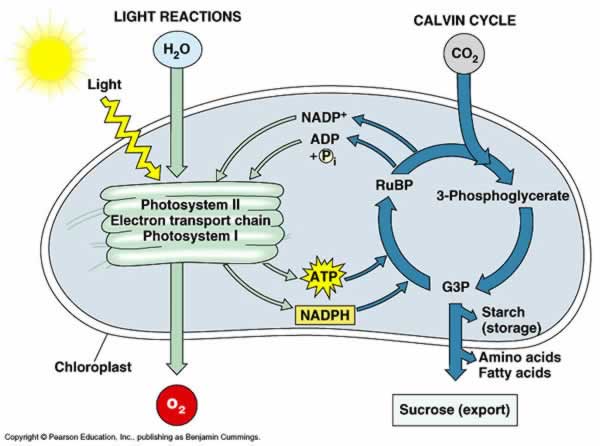 LIGHT REACTIONS
CALVIN CYCLE
H₂O
CO₂
Light
NADP⁺
ADP
+ Pi
RuBP
3-Phosphoglycerate
Photosystem II
Electron transport chain
Photosystem I
ATP
NADPH
G3P
Starch
(storage)
Amino acids
Fatty acids
Chloroplast
O₂
Sucrose (export)
Copyright © Pearson Education, Inc., publishing as Benjamin Cummings.